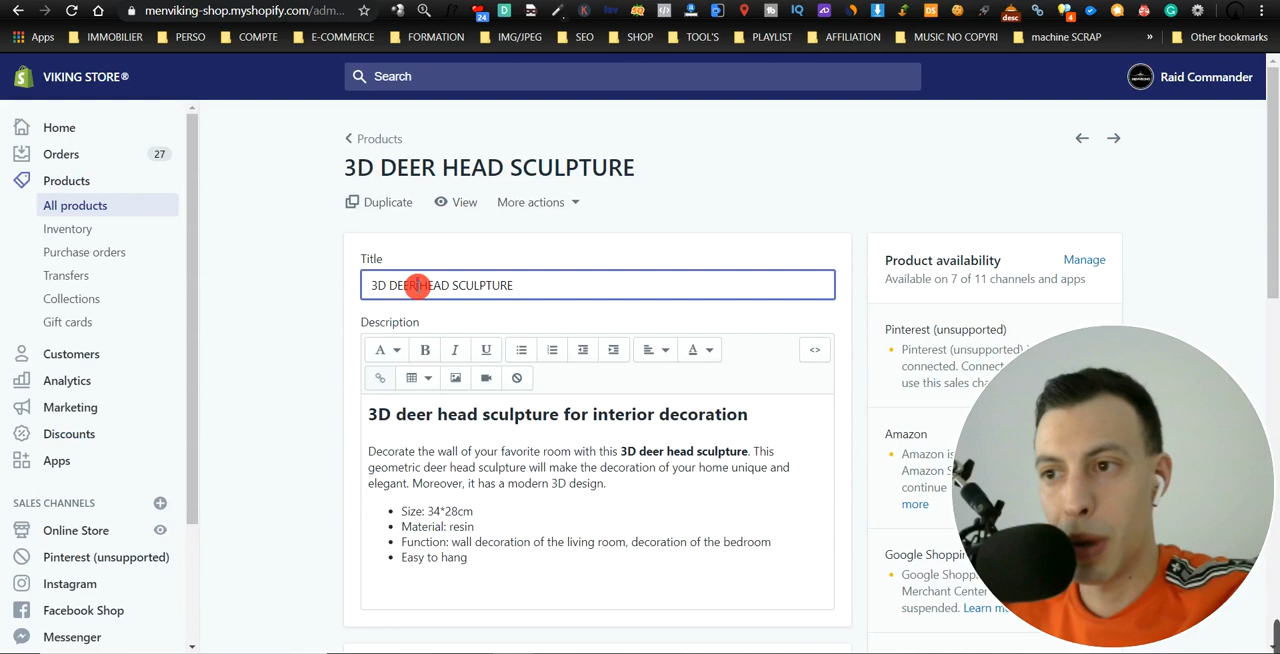 menviking-shop.myshopify.com/adm...
24
4
desc
Apps
IMMOBILIER
PERSO
COMPTE
E-COMMERCE
FORMATION
IMG/JPEG
SEO
SHOP
TOOL'S
PLAYLIST
AFFILIATION
MUSIC NO COPYRI
machine SCRAP
»
Other bookmarks
VIKING STORE®
Search
Raid Commander
Home
Orders
27
Products
All products
Inventory
Purchase orders
Transfers
Collections
Gift cards
Customers
Analytics
Marketing
Discounts
Apps
SALES CHANNELS
Online Store
Pinterest (unsupported)
Instagram
Facebook Shop
Messenger
Products
3D DEER HEAD SCULPTURE
Duplicate
View
More actions
Title
3D DEER HEAD SCULPTURE
Description
3D deer head sculpture for interior decoration
Decorate the wall of your favorite room with this 3D deer head sculpture. This
geometric deer head sculpture will make the decoration of your home unique and
elegant. Moreover, it has a modern 3D design.
Size: 34*28cm
Material: resin
Function: wall decoration of the living room, decoration of the bedroom
Easy to hang
Product availability
Manage
Available on 7 of 11 channels and apps
Pinterest (unsupported)
Pinterest (unsupported)
connected. Connect
use this sales cha
Amazon
Amazon is
Amazon S
continue
more
Google Shoppin
Google Shopp
Merchant Center
suspended. Learn m